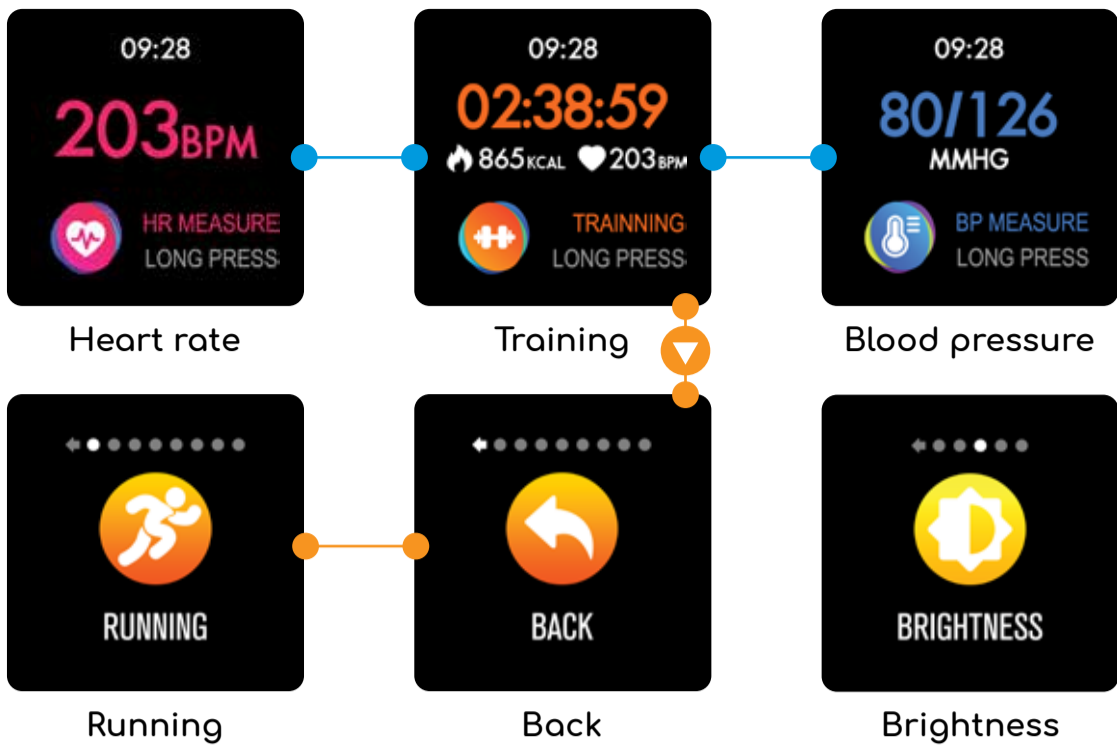 09:28
203BPM
HR MEASURE
LONG PRESS
Heart rate
09:28
02:38:59
865KCAL 203BPM
TRAINNING
LONG PRESS
Training
09:28
80/126
MMHG
BP MEASURE
LONG PRESS
Blood pressure
RUNNING
Running
BACK
Back
BRIGHTNESS
Brightness